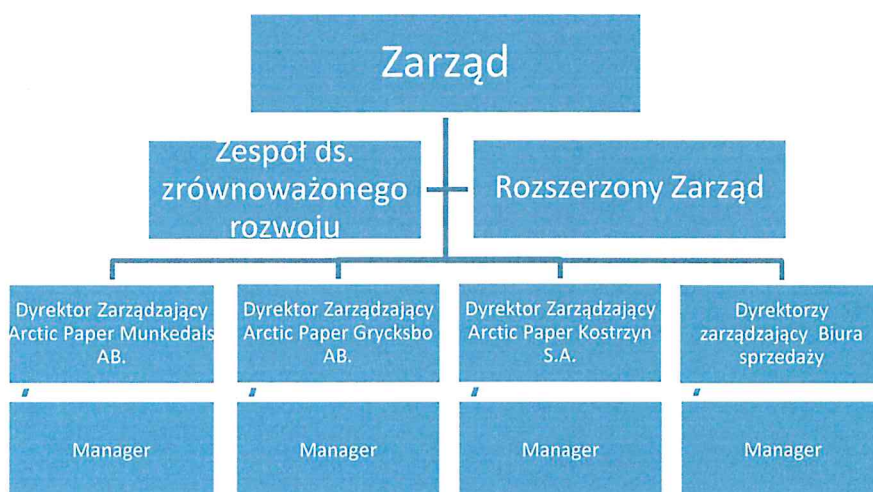 Zarząd
Zespół ds.
zrównoważonego
rozwoju
Rozszerzony Zarząd
Dyrektor Zarządzający
Arctic Paper Munkedals
AB.
Dyrektor Zarządzający
Arctic Paper Grycksbo
AB.
Dyrektor Zarządzający
Arctic Paper Kostrzyn
S.A.
Dyrektorzy
zarządzający Biura
sprzedaży
Manager
Manager
Manager
Manager